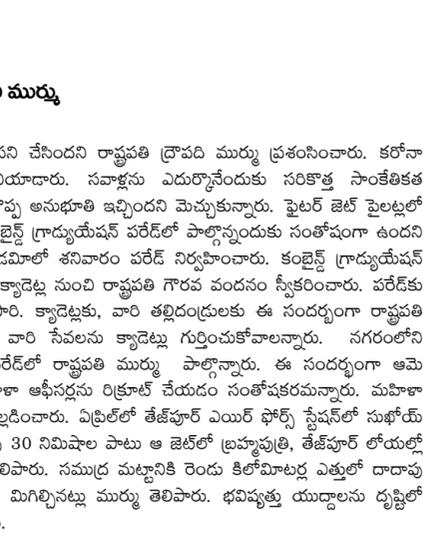 ముర్ము
పని చేసిందని రాష్ట్రపతి ద్రౌపది ముర్ము ప్రశంసించారు. కరోనా
సవాళ్లను ఎదుర్కొనేందుకు సరికొత్త సాంకేతికత
అనుభూతి ఇచ్చిందని మెచ్చుకున్నారు. ఫైటర్ జెట్ పైలట్లలో
గ్రాడ్యుయేషన్ పరేడ్‌లో పాల్గొన్నందుకు సంతోషంగా ఉందని
శనివారం పరేడ్ నిర్వహించారు. కంబైన్డ్ గ్రాడ్యుయేషన్
క్యాడెట్ల నుంచి రాష్ట్రపతి గౌరవ వందనం స్వీకరించారు. పరేడ్‌కు
క్యాడెట్లకు, వారి తల్లిదండ్రులకు ఈ సందర్భంగా రాష్ట్రపతి
వారి సేవలను క్యాడెట్లు గుర్తించుకోవాలన్నారు. నగరంలోని
రాష్ట్రపతి ముర్ము పాల్గొన్నారు. ఈ సందర్భంగా ఆమె
ఆఫీసర్లను రిక్రూట్ చేయడం సంతోషకరమన్నారు. మహిళా
ఏప్రిల్‌లో తేజ్‌పూర్ ఎయిర్ ఫోర్స్ స్టేషన్‌లో సుఖోయ్
30 నిమిషాల పాటు ఆ జెట్‌లో బ్రహ్మపుత్రి, తేజ్‌పూర్ లోయల్లో
సముద్ర మట్టానికి రెండు కిలోమీటర్ల ఎత్తులో దాదాపు
మిగిల్చినట్లు ముర్ము తెలిపారు. భవిష్యత్తు యుద్దాలను దృష్టిలో